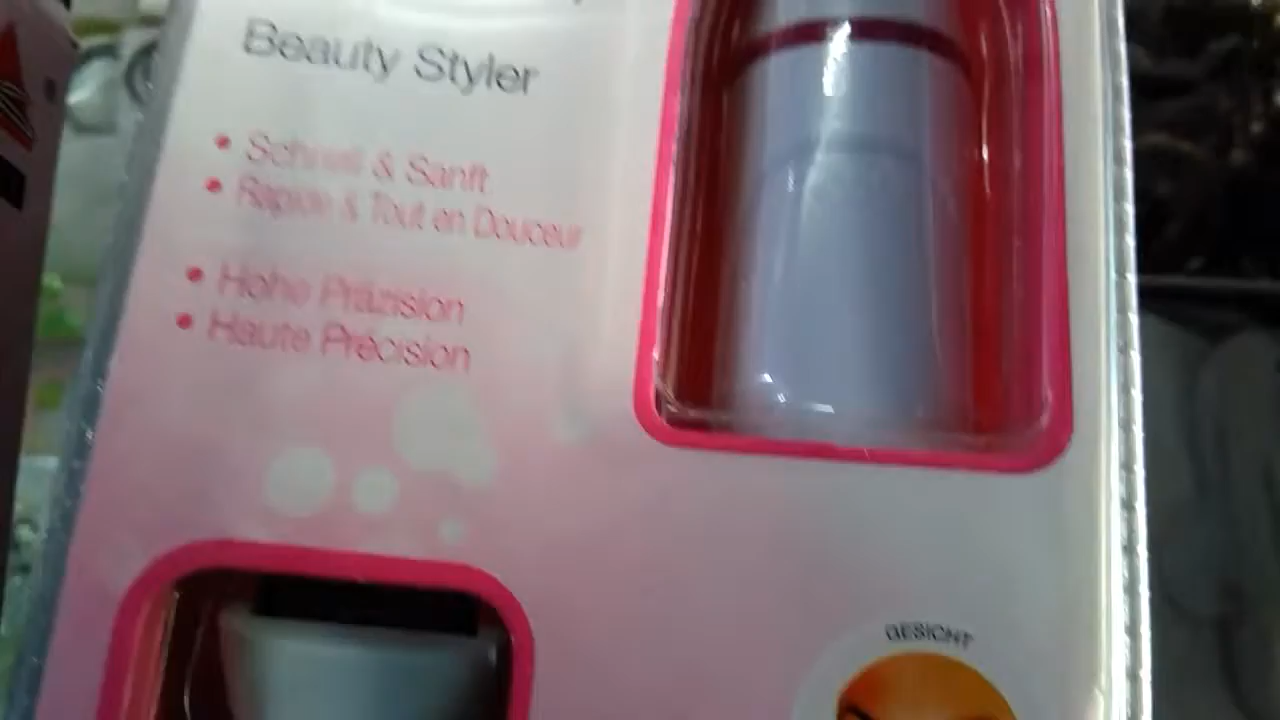 Beauty Styler
• Schnell & Sanft
• Rapide & Tout en Douceur
• Hohe Präzision
• Haute Précision
GESICHT